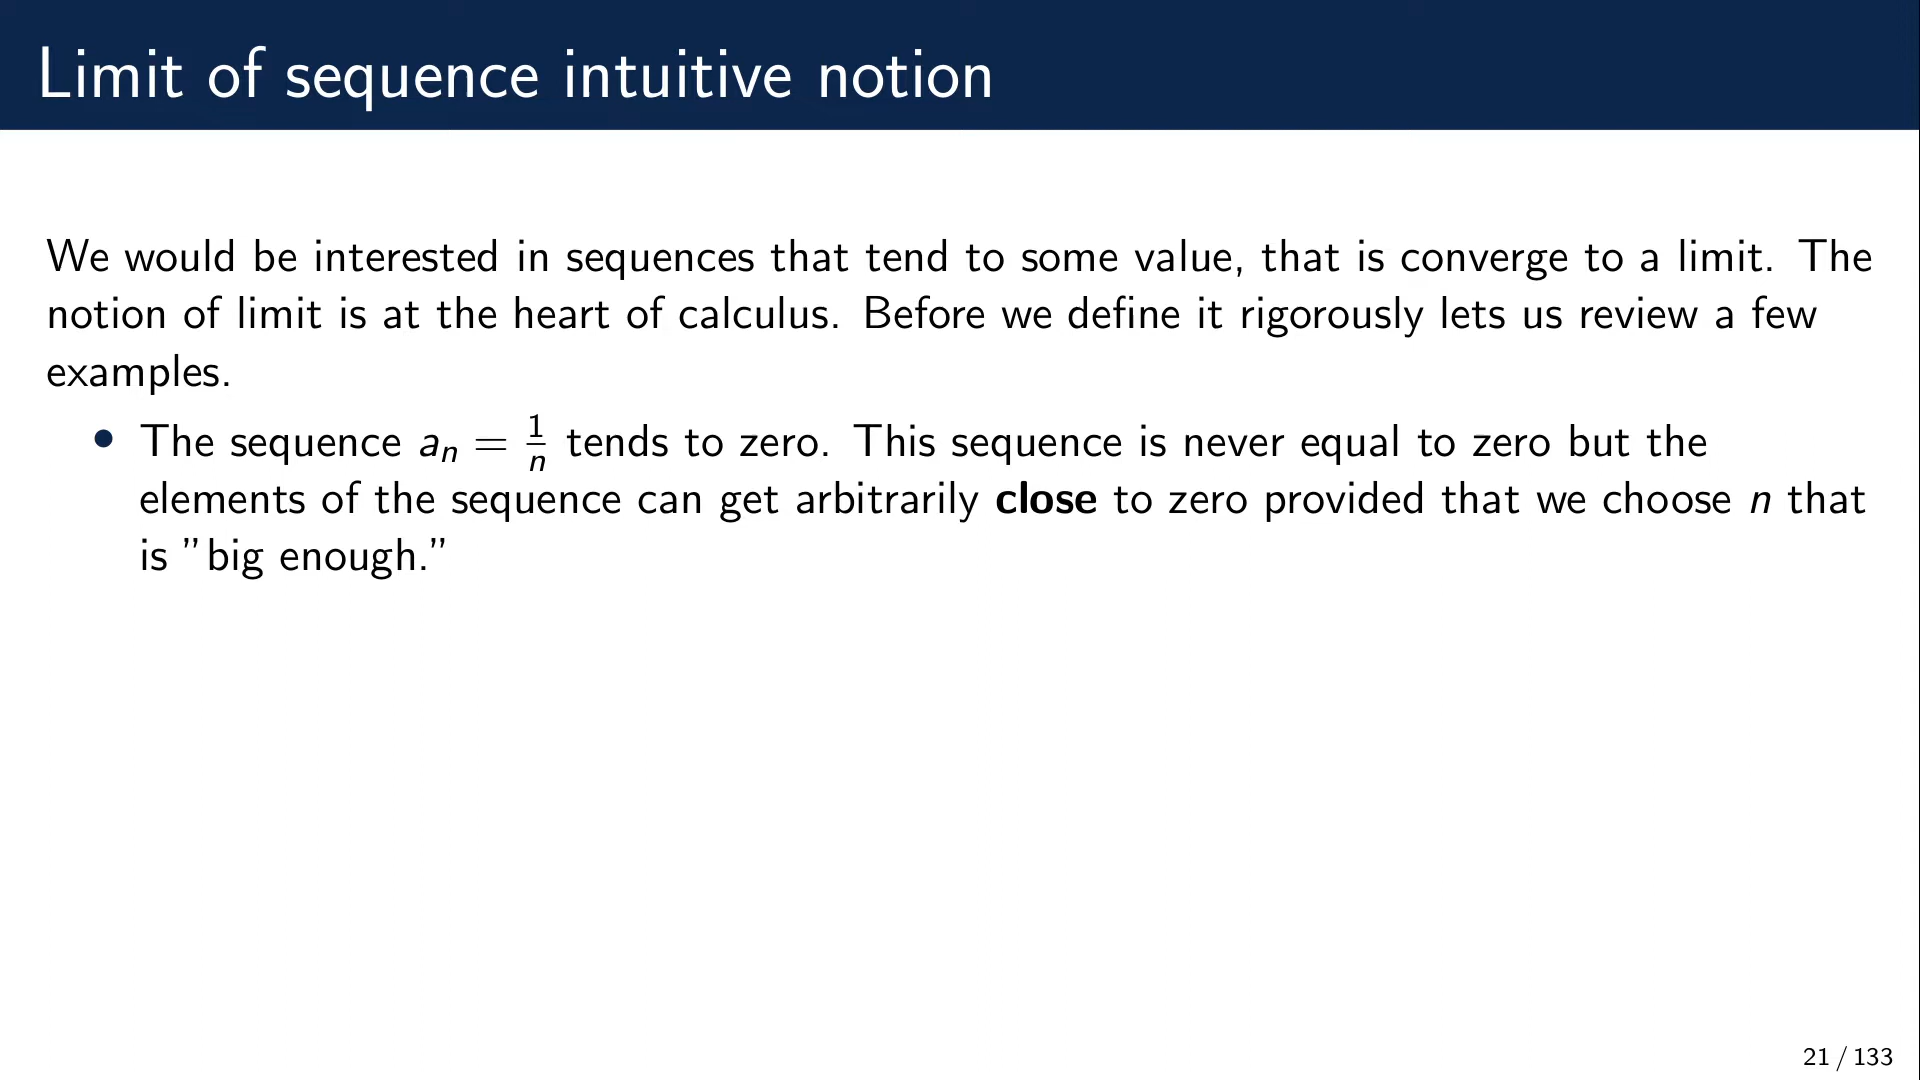 Limit of sequence intuitive notion
We would be interested in sequences that tend to some value, that is converge to a limit. The
notion of limit is at the heart of calculus. Before we define it rigorously lets us review a few
examples.
• The sequence aₙ = 1/n tends to zero. This sequence is never equal to zero but the
elements of the sequence can get arbitrarily close to zero provided that we choose n that
is ”big enough.”
21 / 133